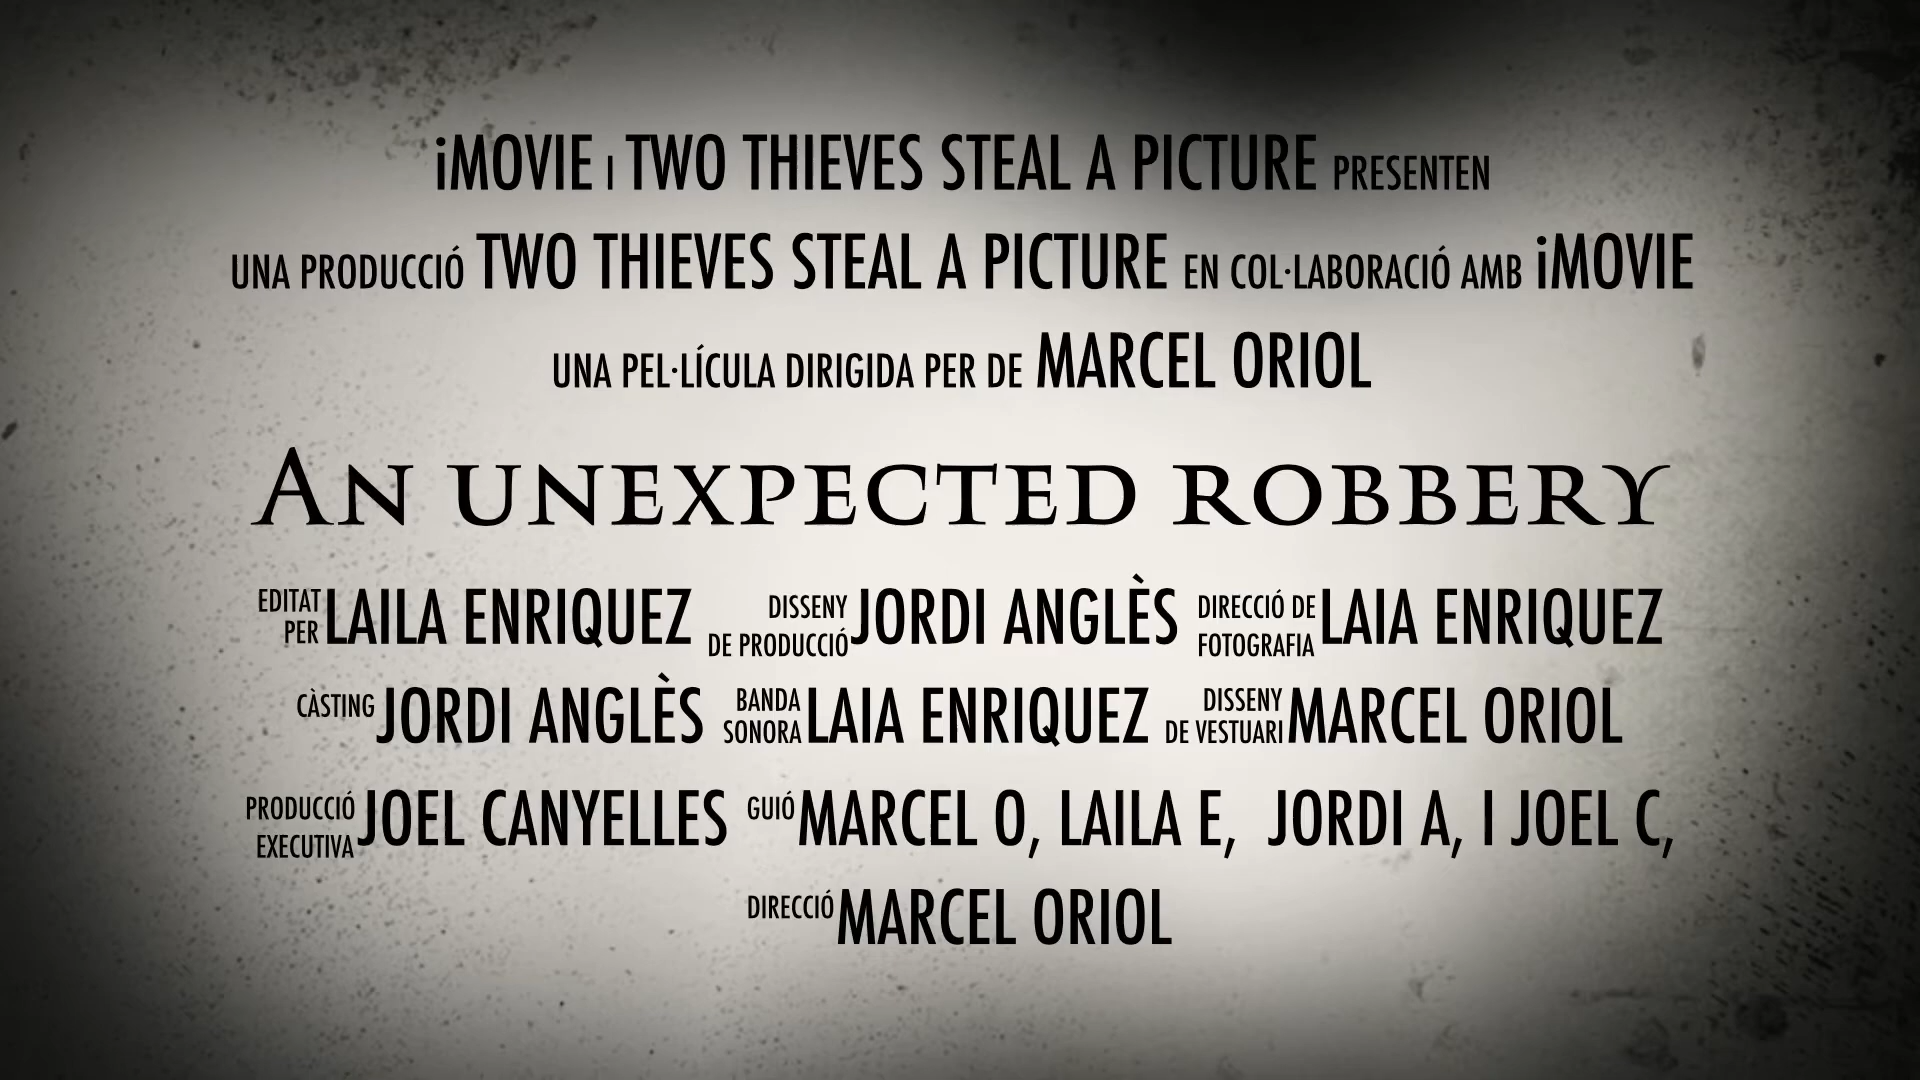 iMOVIE I TWO THIEVES STEAL A PICTURE PRESENTEN
UNA PRODUCCIÓ TWO THIEVES STEAL A PICTURE EN COL·LABORACIÓ AMB iMOVIE
UNA PEL·LÍCULA DIRIGIDA PER DE MARCEL ORIOL
AN UNEXPECTED ROBBERY
EDITAT PER LAILA ENRIQUEZ DISSENY DE PRODUCCIÓ JORDI ANGLÈS DIRECCIÓ DE FOTOGRAFIA LAIA ENRIQUEZ
CÀSTING JORDI ANGLÈS BANDA SONORA LAIA ENRIQUEZ DISSENY DE VESTUARI MARCEL ORIOL
PRODUCCIÓ EXECUTIVA JOEL CANYELLES GUIÓ MARCEL O, LAILA E, JORDI A, I JOEL C,
DIRECCIÓ MARCEL ORIOL